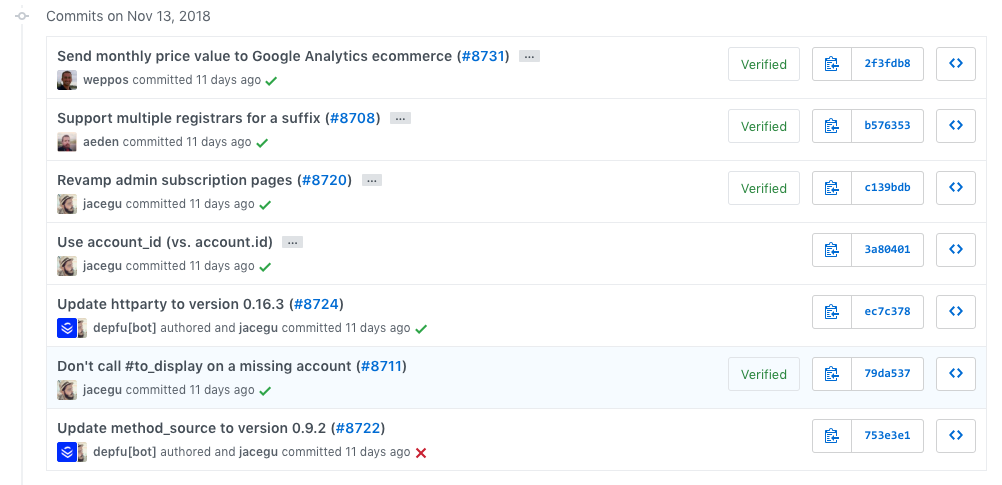 Commits on Nov 13, 2018
Send monthly price value to Google Analytics ecommerce (#8731) …
Verified
2f3fdb8
weppos committed 11 days ago
Support multiple registrars for a suffix (#8708) …
Verified
b576353
aeden committed 11 days ago
Revamp admin subscription pages (#8720) …
Verified
c139bdb
jacegu committed 11 days ago
Use account_id (vs. account.id) …
3a80401
jacegu committed 11 days ago
Update httparty to version 0.16.3 (#8724)
ec7c378
depfu[bot] authored and jacegu committed 11 days ago
Don't call #to_display on a missing account (#8711)
Verified
79da537
jacegu committed 11 days ago
Update method_source to version 0.9.2 (#8722)
753e3e1
depfu[bot] authored and jacegu committed 11 days ago